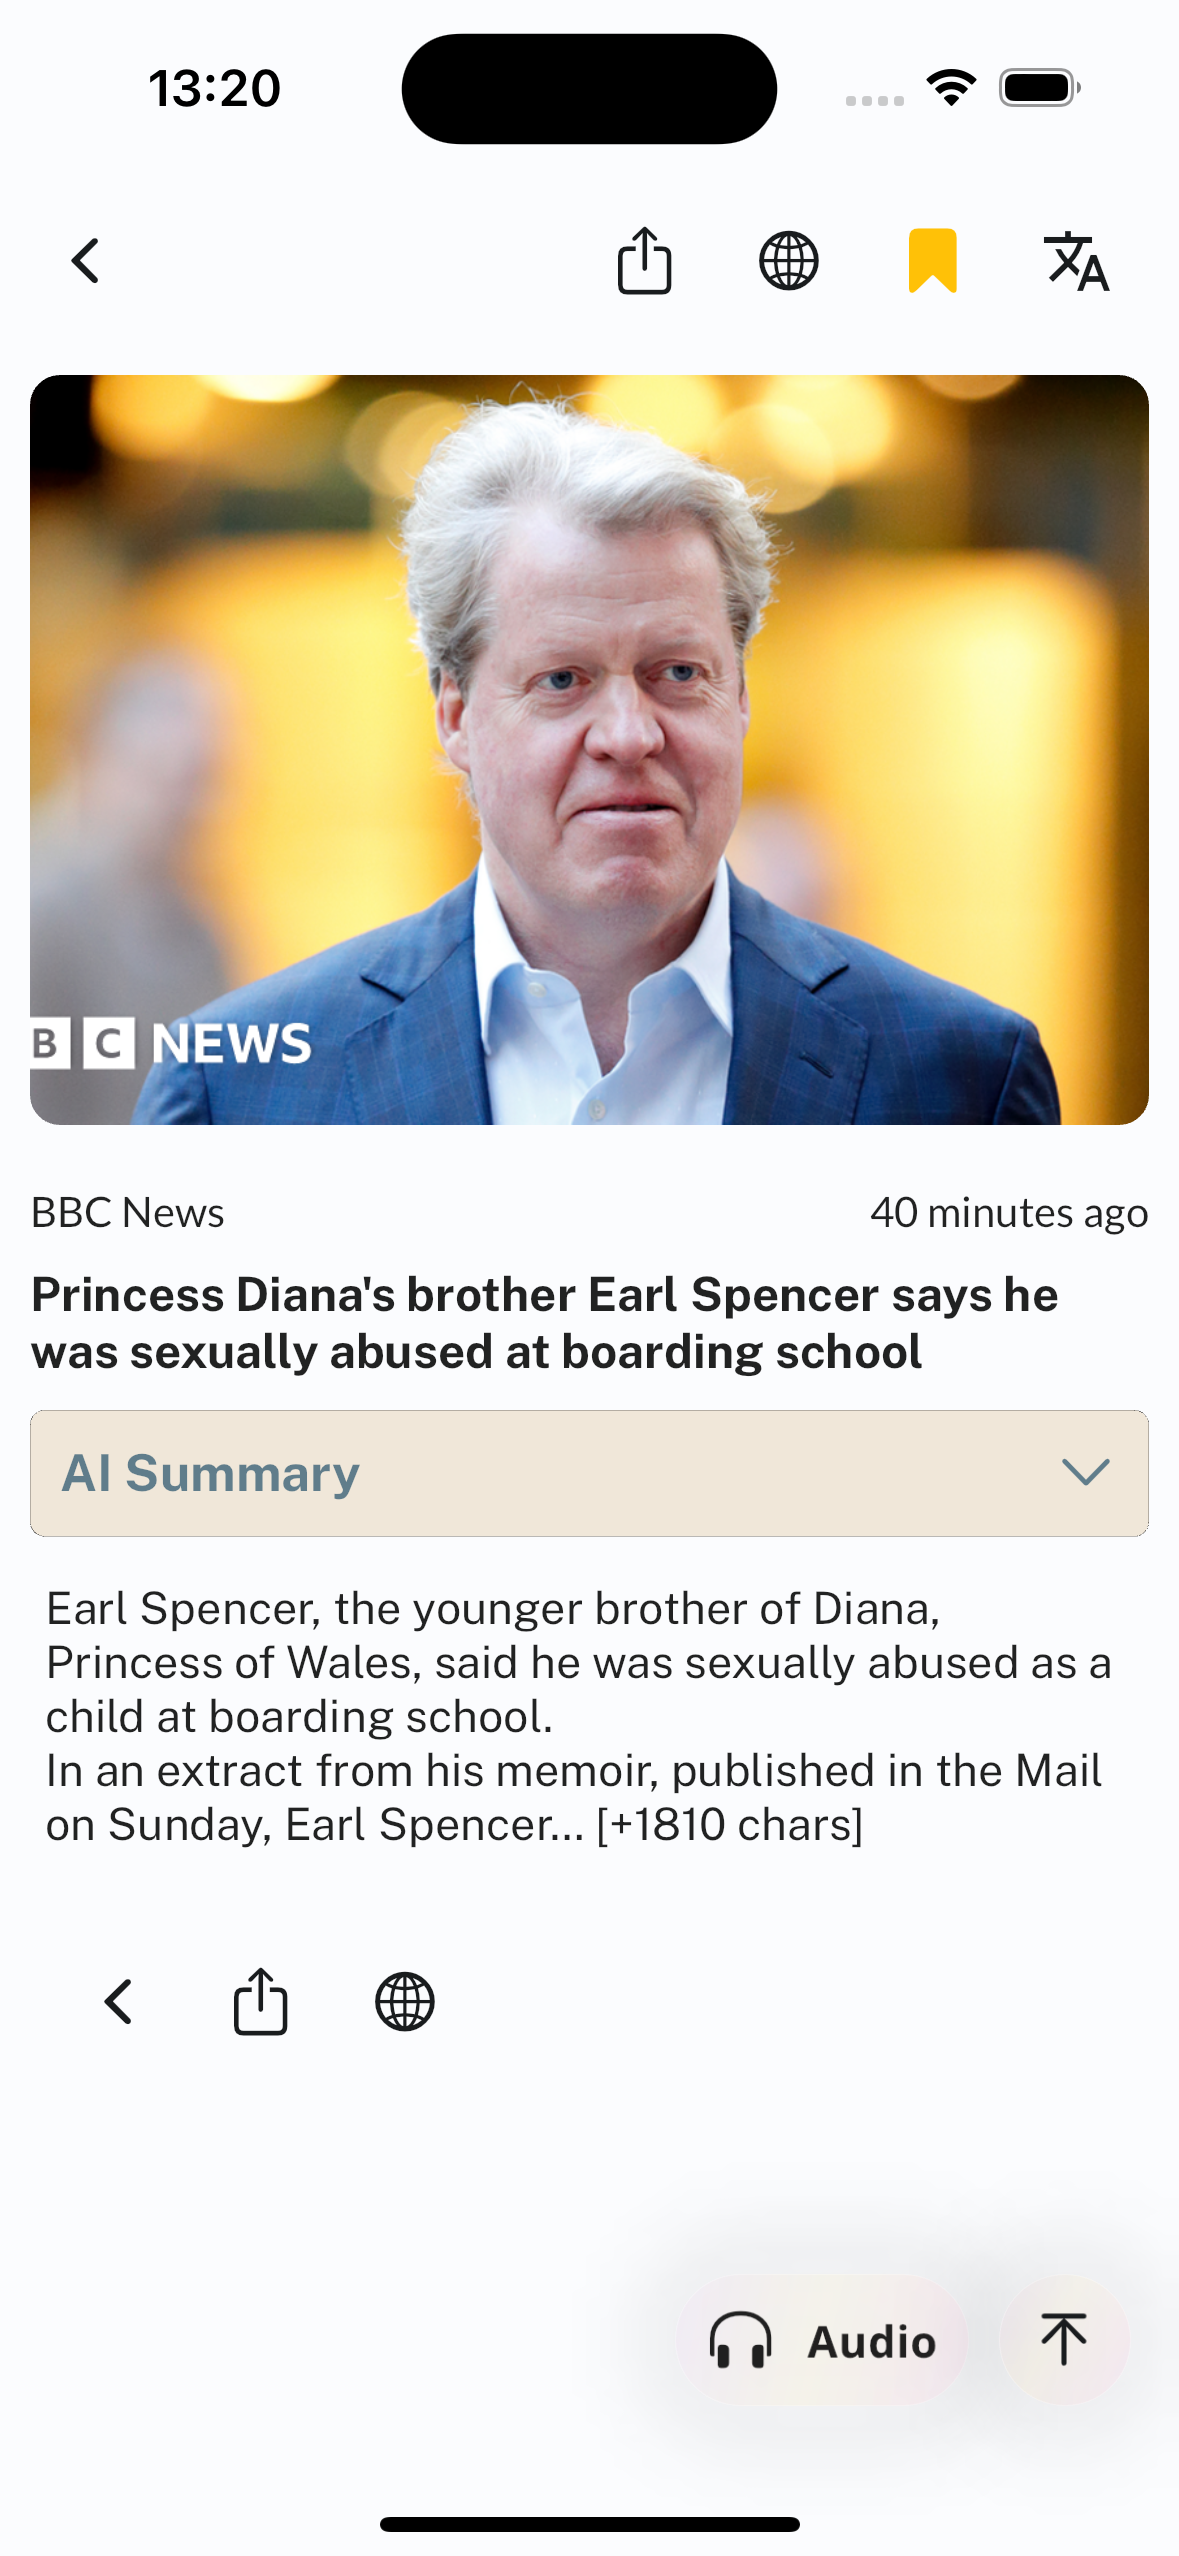 13:20
BBC NEWS
BBC News
40 minutes ago
Princess Diana's brother Earl Spencer says he
was sexually abused at boarding school
AI Summary
Earl Spencer, the younger brother of Diana,
Princess of Wales, said he was sexually abused as a
child at boarding school.
In an extract from his memoir, published in the Mail
on Sunday, Earl Spencer... [+1810 chars]
Audio